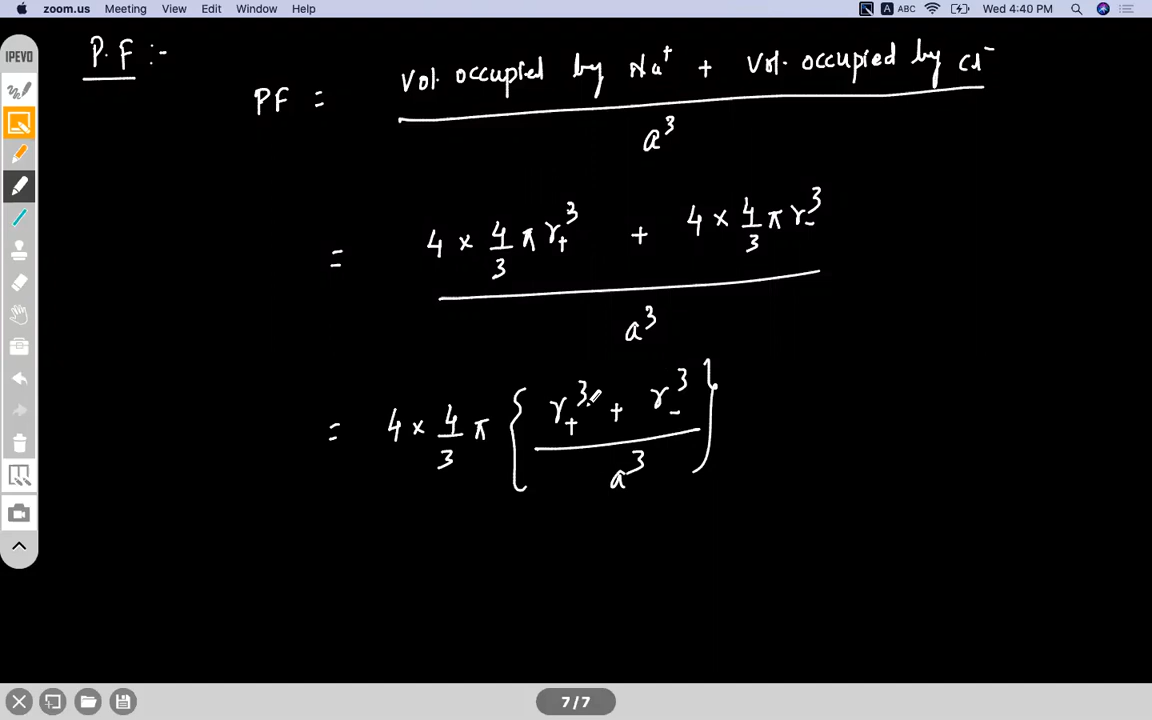 zoom.us Meeting View Edit Window Help A ABC Wed 4:40 PM
IPEVO
P.F :-
PF = Vol. occupied by Na⁺ + Vol. occupied by Cl⁻
a³
= 4 × 4/3 π r₊³ + 4 × 4/3 π r₋³
a³
= 4 × 4/3 π { r₊³ + r₋³ }
a³
7/7